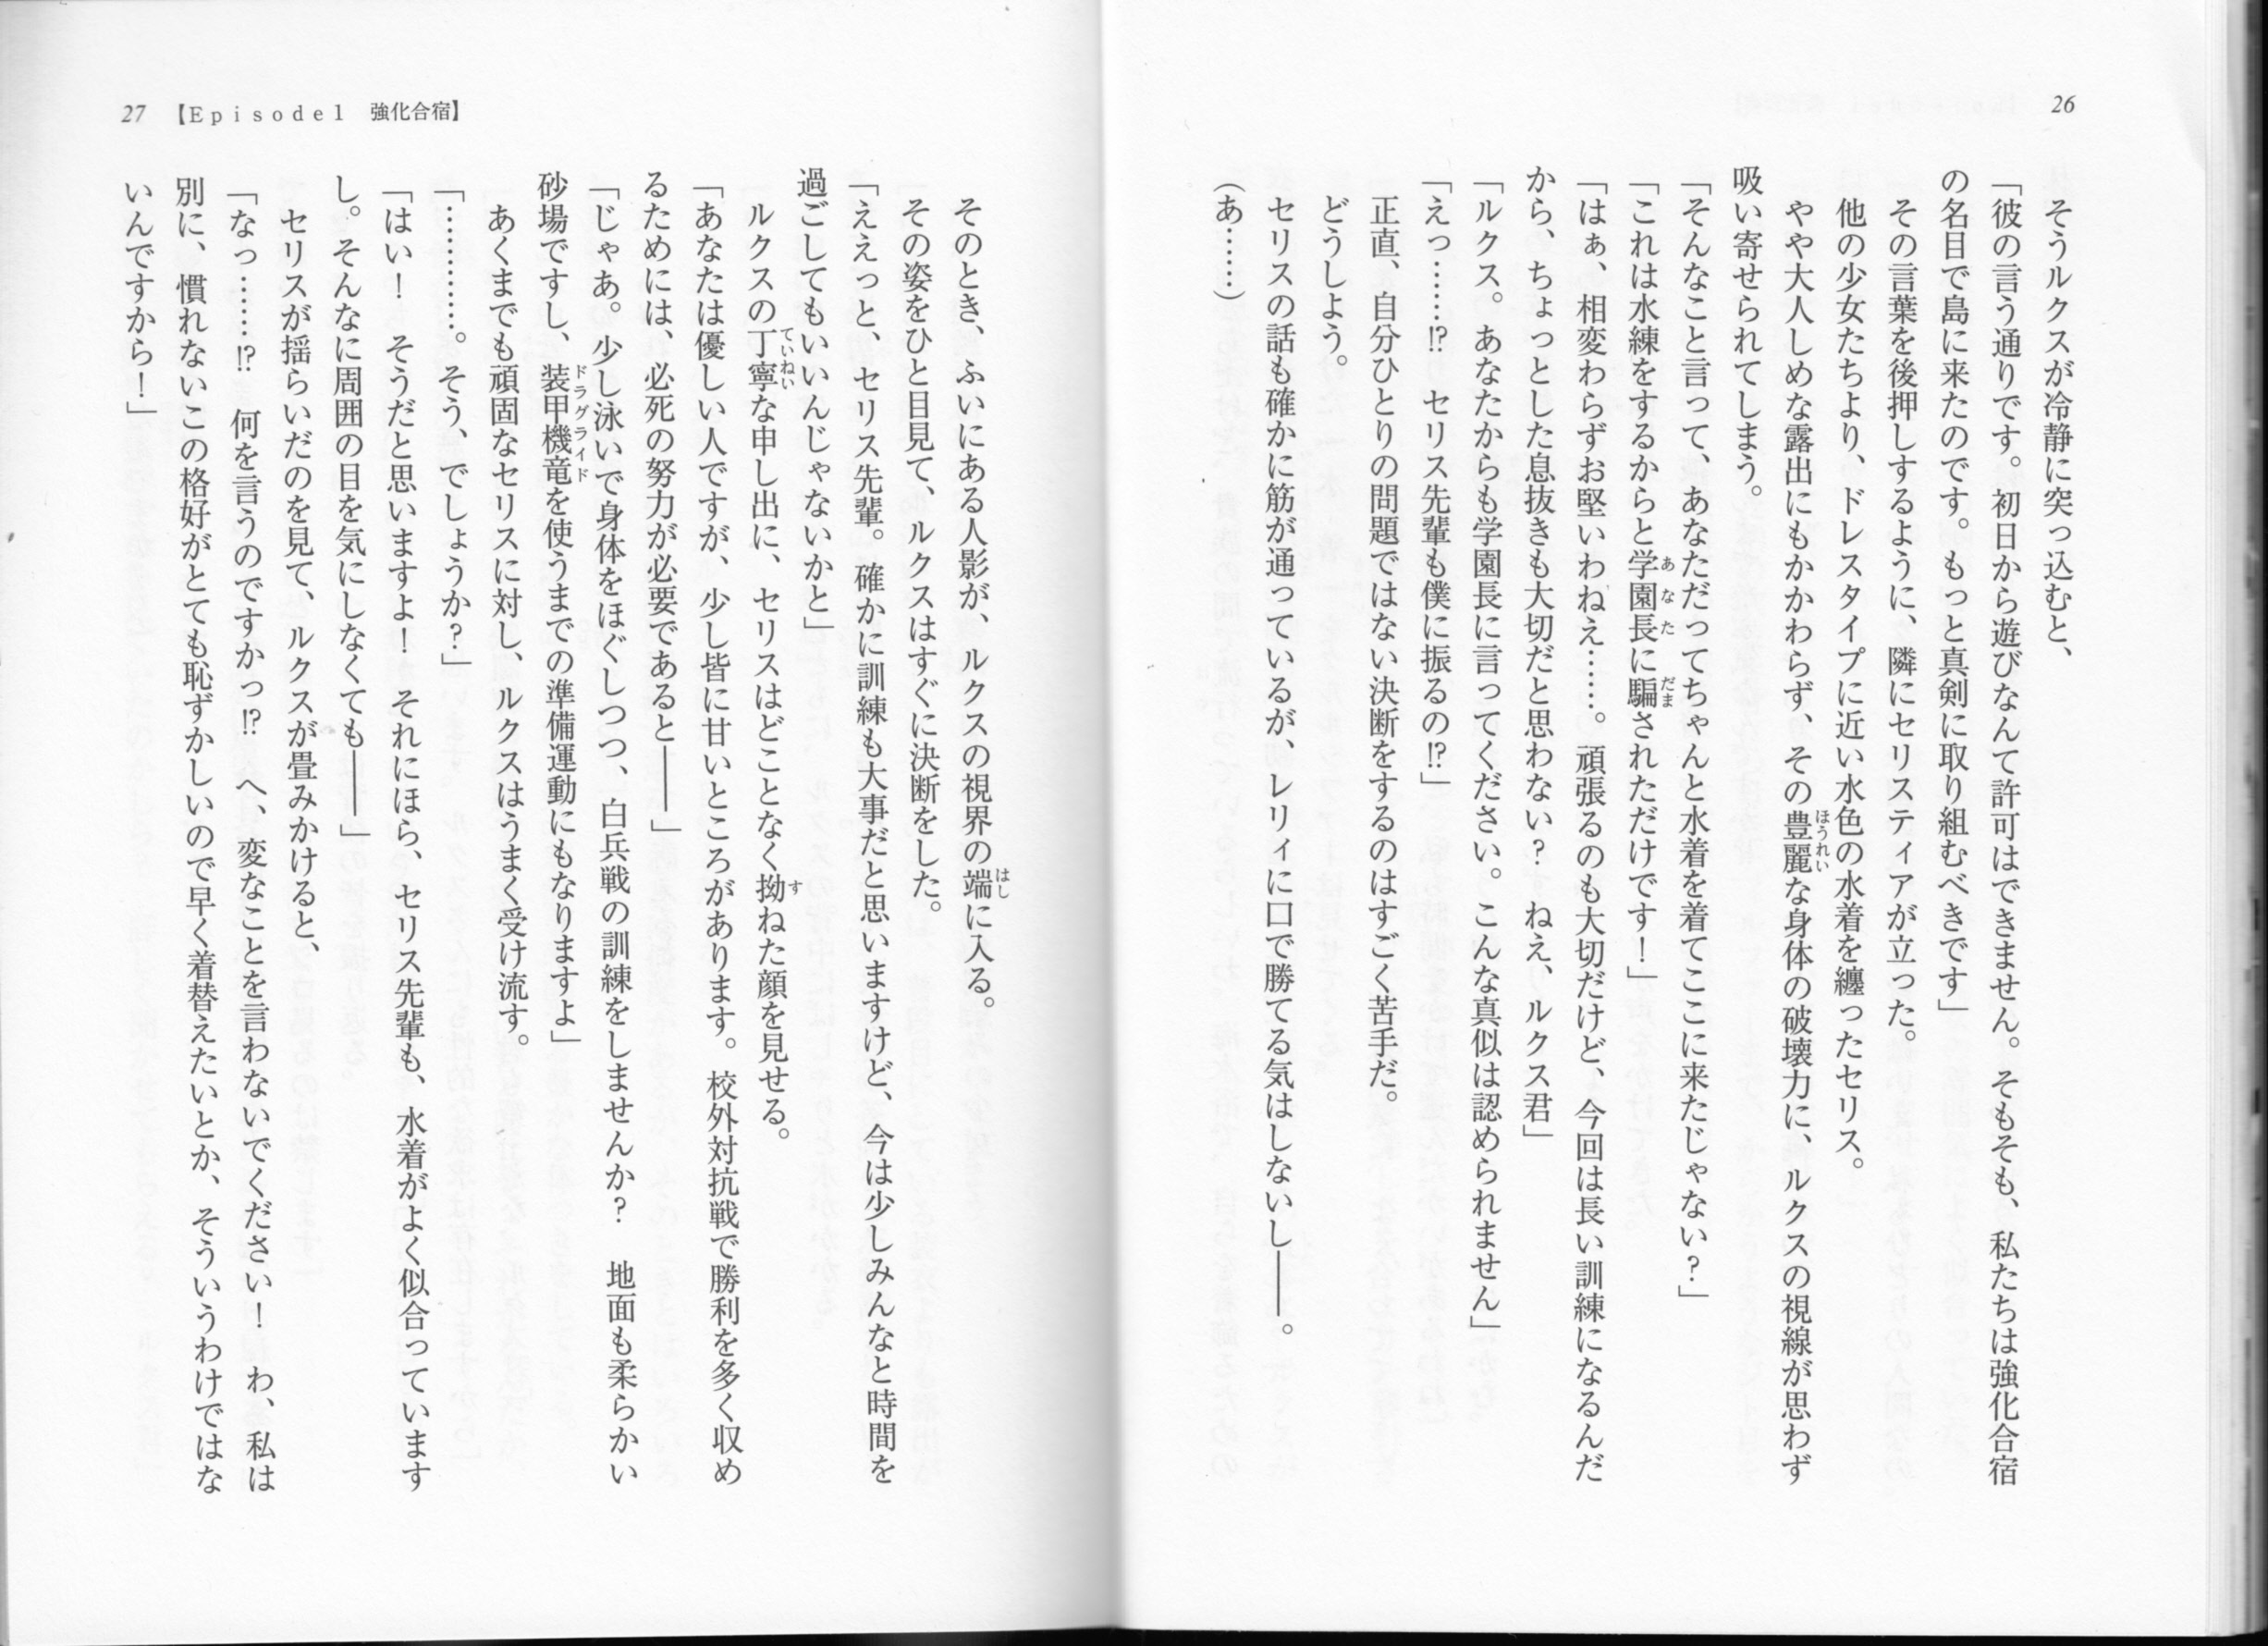 26
そうルクスが冷静に突っ込むと、
「彼の言う通りです。初日から遊びなんて許可はできません。そもそも、私たちは強化合宿
の名目で島に来たのです。もっと真剣に取り組むべきです」
その言葉を後押しするように、隣にセリスティアが立った。
他の少女たちより、ドレスタイプに近い水色の水着を纏ったセリス。
やや大人しめな露出にもかかわらず、その豊麗な身体の破壊力に、ルクスの視線が思わず
吸い寄せられてしまう。
「そんなこと言って、あなただってちゃんと水着を着てここに来たじゃない?」
「これは水練をするからと学園長に騙されただけです!」
「はぁ、相変わらずお堅いわねえ……。頑張るのも大切だけど、今回は長い訓練になるんだ
から、ちょっとした息抜きも大切だと思わない? ねえ、ルクス君」
「ルクス。あなたからも学園長に言ってください。こんな真似は認められません」
「えっ……⁉ セリス先輩も僕に振るの⁉」
正直、自分ひとりの問題ではない決断をするのはすごく苦手だ。
どうしよう。
セリスの話も確かに筋が通っているが、レリィに口で勝てる気はしないし――。
(あ……)
そのとき、ふいにある人影が、ルクスの視界の端に入る。
その姿をひと目見て、ルクスはすぐに決断をした。
「ええっと、セリス先輩。確かに訓練も大事だと思いますけど、今は少しみんなと時間を
過ごしてもいいんじゃないかと」
ルクスの丁寧な申し出に、セリスはどことなく拗ねた顔を見せる。
「あなたは優しい人ですが、少し皆に甘いところがあります。校外対抗戦で勝利を多く収め
るためには、必死の努力が必要であると――」
「じゃあ。少し泳いで身体をほぐしつつ、白兵戦の訓練をしませんか? 地面も柔らかい
砂場ですし、装甲機竜を使うまでの準備運動にもなりますよ」
あくまでも頑固なセリスに対し、ルクスはうまく受け流す。
「…………。そう、でしょうか?」
「はい! そうだと思いますよ! それにほら、セリス先輩も、水着がよく似合っています
し。そんなに周囲の目を気にしなくても――」
セリスが揺らいだのを見て、ルクスが畳みかけると、
「なっ……⁉ 何を言うのですかっ⁉ へ、変なことを言わないでください! わ、私は
別に、慣れないこの格好がとても恥ずかしいので早く着替えたいとか、そういうわけではな
いんですから!」
27 【Episode1 強化合宿】